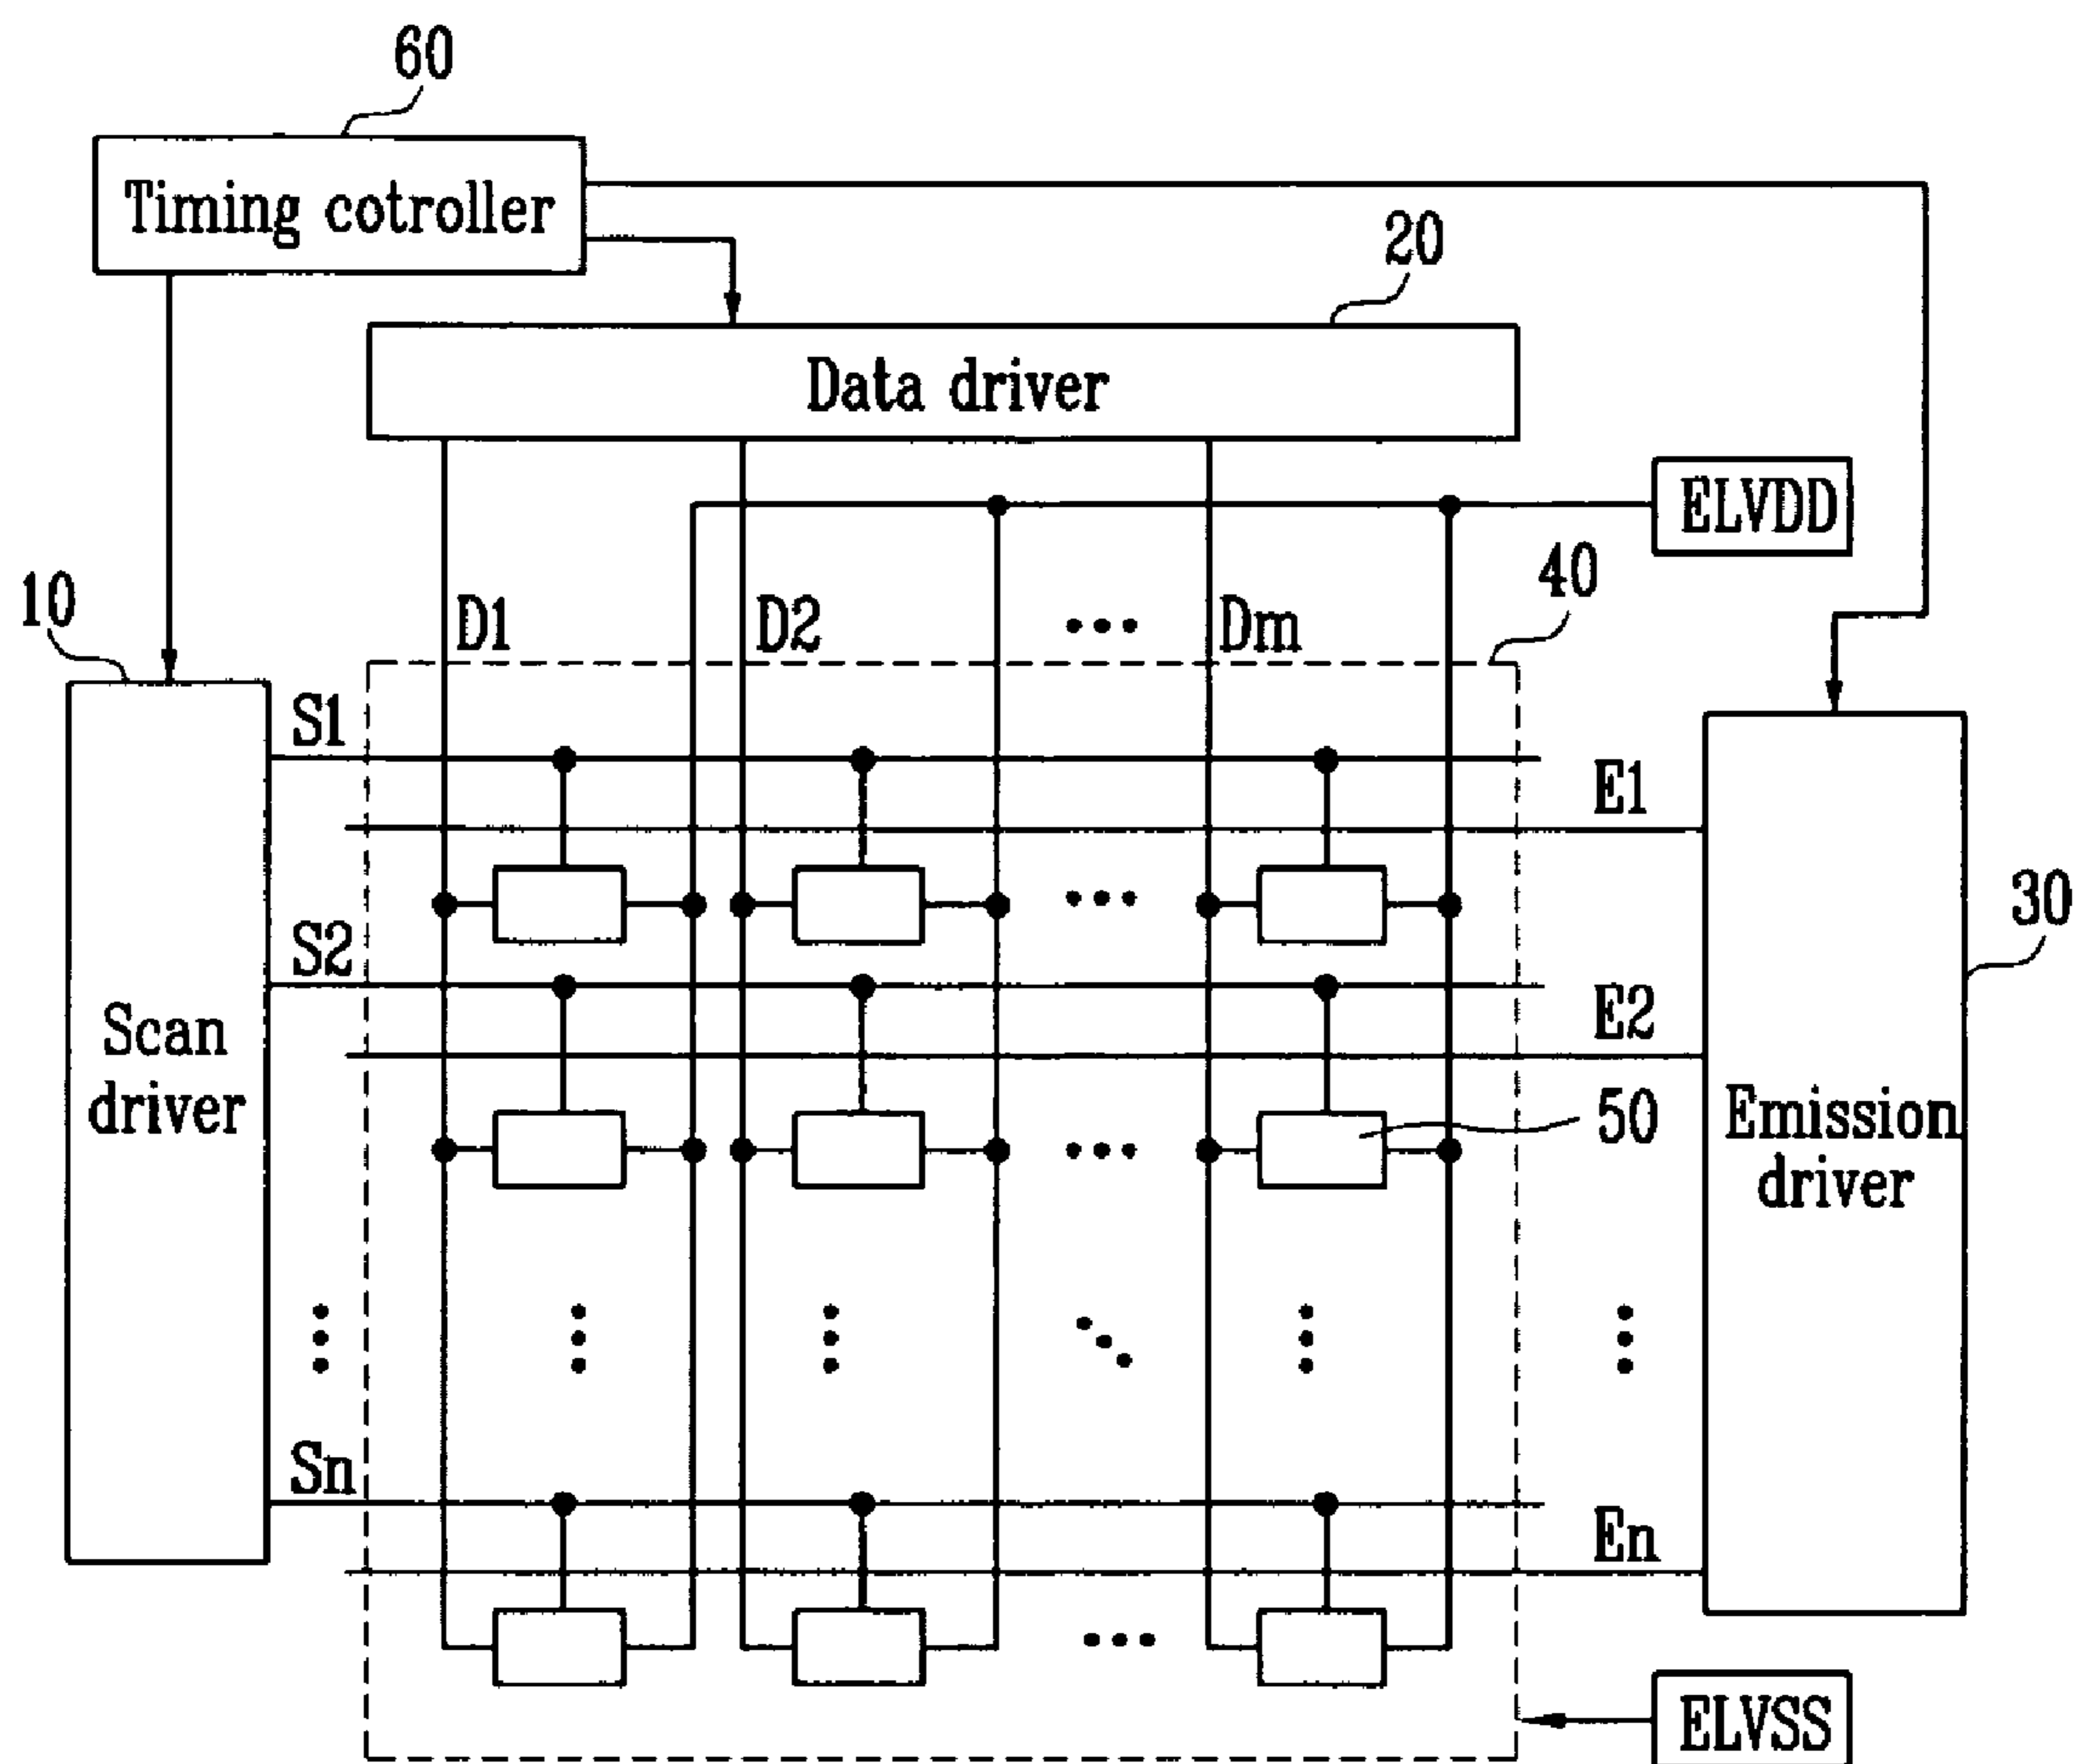 60
Timing cotroller
20
Data driver
ELVDD
40
10
D1
D2
Dm
S1
E1
30
S2
E2
Scan
driver
50
Emission
driver
Sn
En
ELVSS